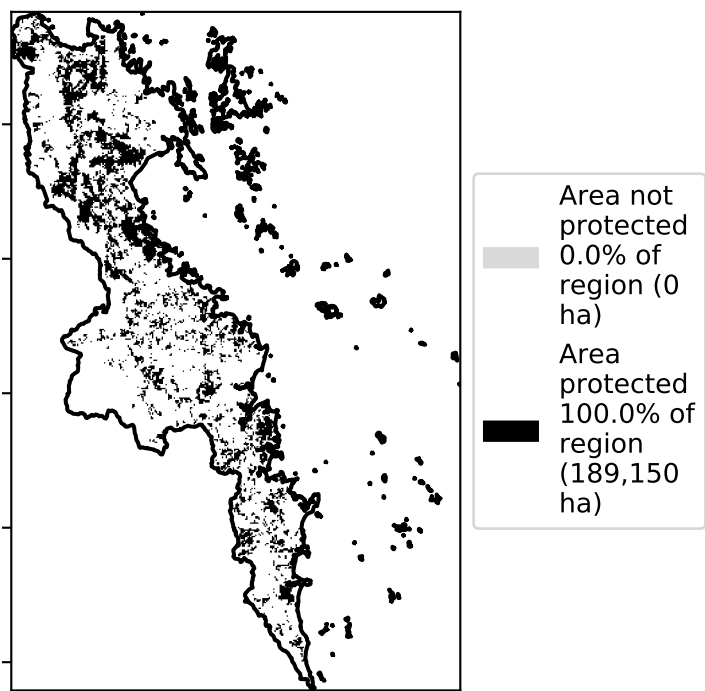 Area not
protected
0.0% of
region (0
ha)
Area
protected
100.0% of
region
(189,150
ha)